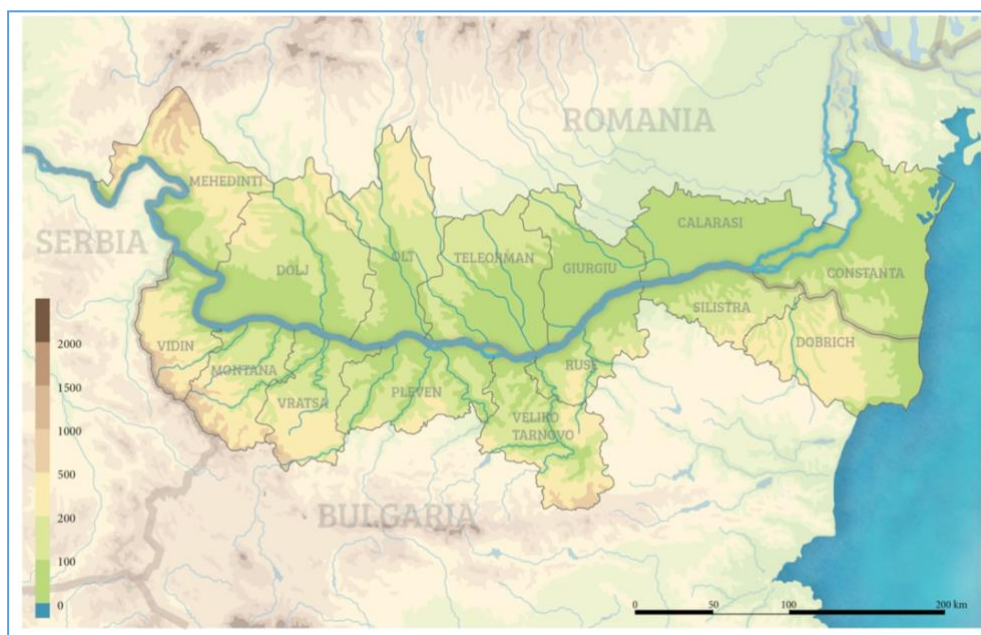 ROMANIA
MEHEDINTI
CALARASI
SERBIA
DOLJ
OLT
TELEORMAN
GIURGIU
CONSTANTA
SILISTRA
VIDIN
MONTANA
VRATSA
PLEVEN
RUSE
DOBRICH
VELIKO
TARNOVO
BULGARIA
2000
1500
1000
500
200
100
0
0 50 100 200 km